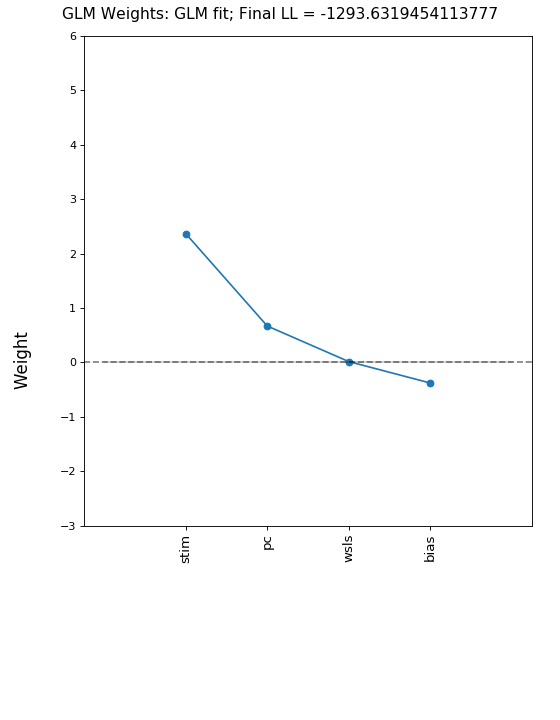 GLM Weights: GLM fit; Final LL = -1293.6319454113777
6
5
4
3
2
1
0
−1
−2
−3
Weight
stim
pc
wsls
bias